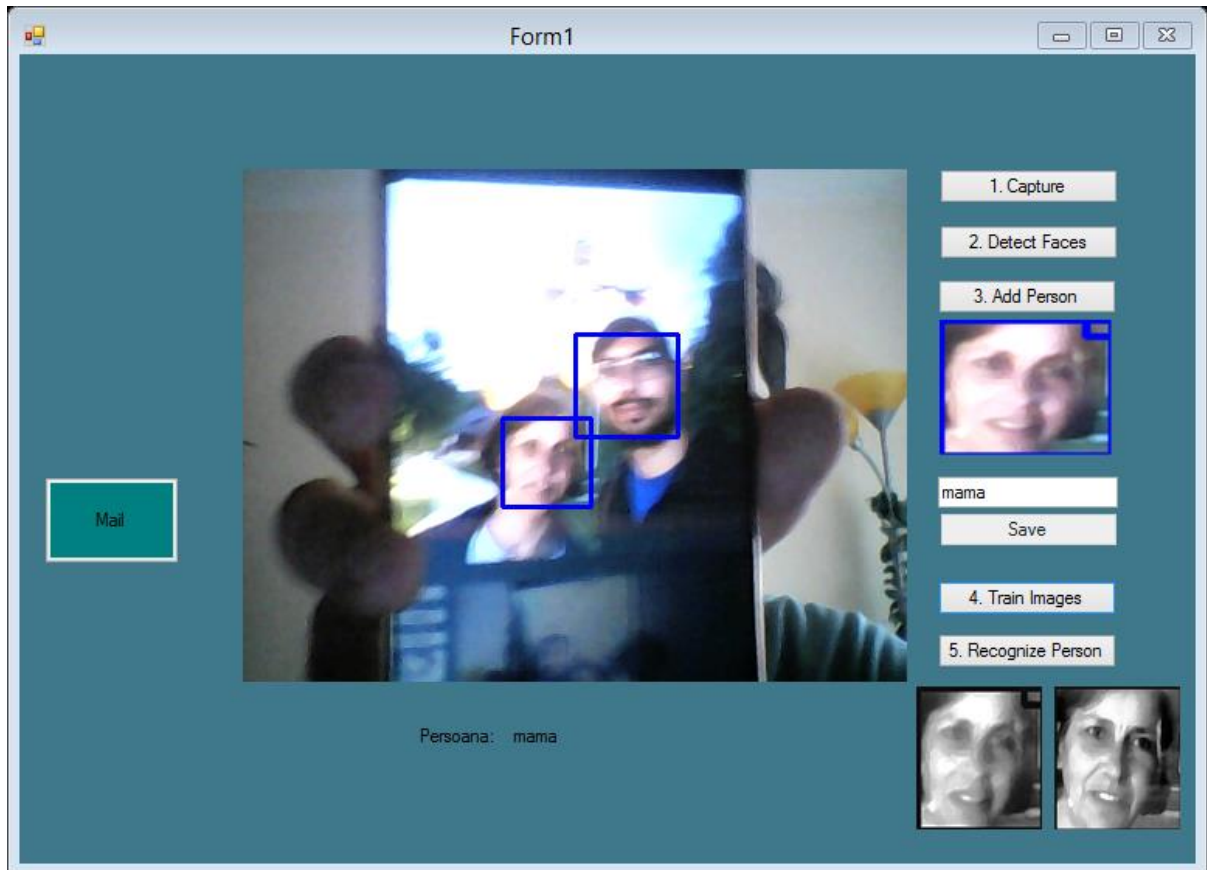 Form1
1. Capture
2. Detect Faces
3. Add Person
mama
Save
Mail
4. Train Images
5. Recognize Person
Persoana: mama